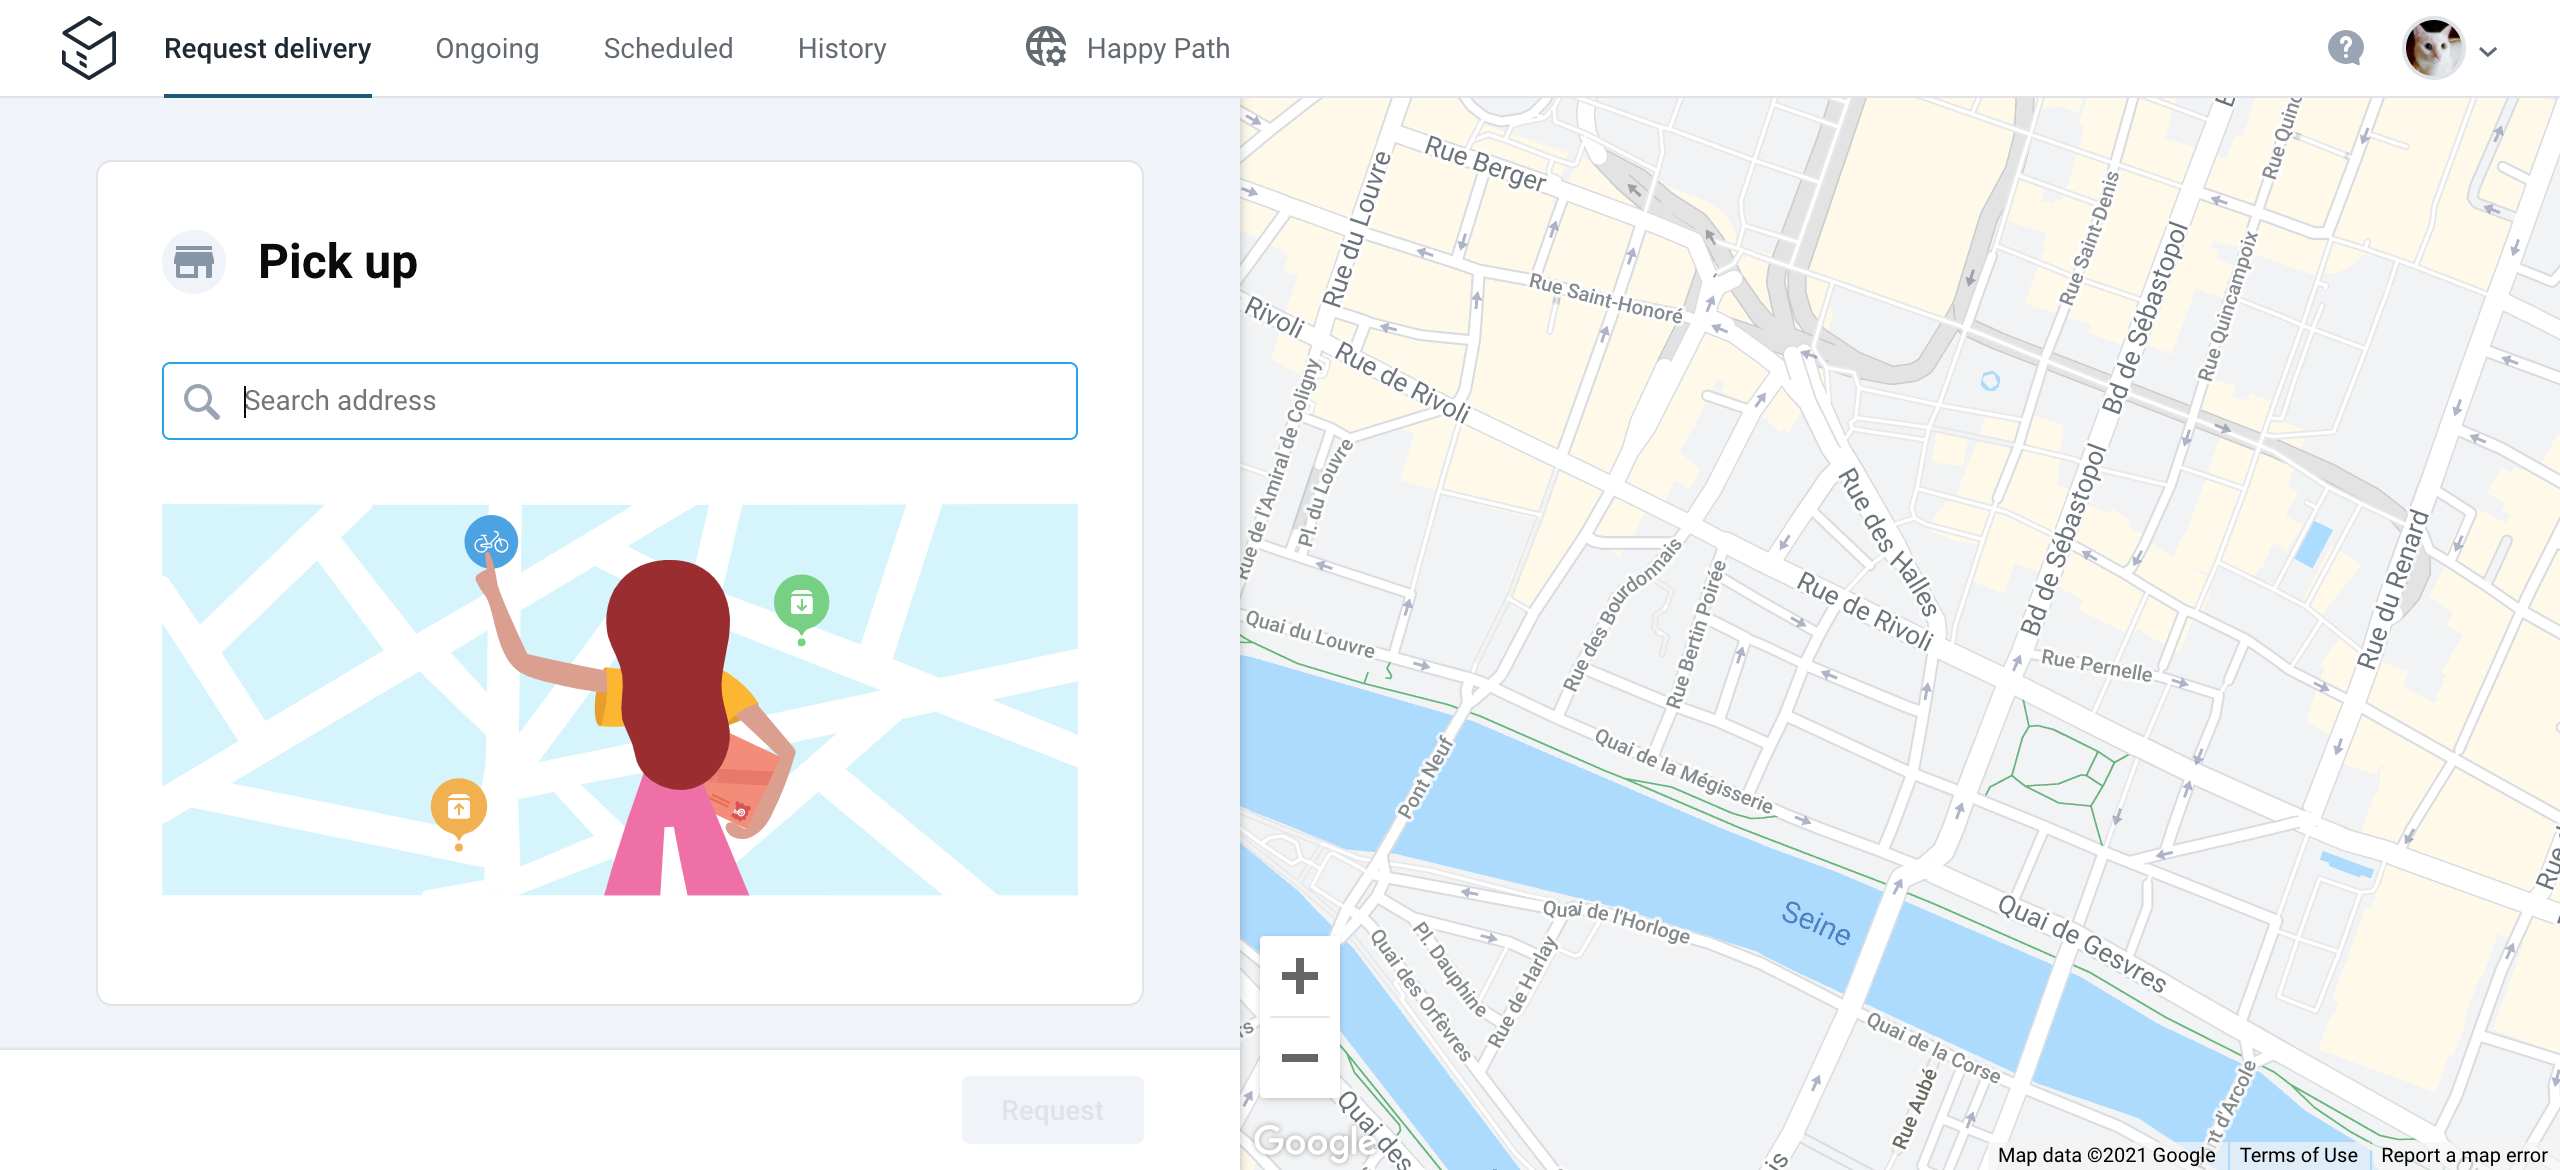 Request delivery
Ongoing
Scheduled
History
Happy Path
?
Pick up
Search address
Request
Rue Berger
Rue du Louvre
Rue Saint-Honoré
Rivoli
Rue de Rivoli
Rue de l'Amiral de Coligny
Pl. du Louvre
Rue Saint-Denis
Bd de Sébastopol
Rue Quincampoix
Rue Quinc
Rue des Halles
Bd de Sébastopol
Rue du Renard
Rue des Bourdonnais
Rue Bertin Poirée
Rue de Rivoli
Rue Pernelle
Quai du Louvre
Quai de la Mégisserie
Pont Neuf
Rue
Quai de l'Horloge
Seine
Quai de Gesvres
Pl. Dauphine
Quai des Orfèvres
Rue de Harlay
Quai de la Corse
Rue Aubé
nt d'Arcole
Quai des
Google
Map data ©2021 Google
Terms of Use
Report a map error